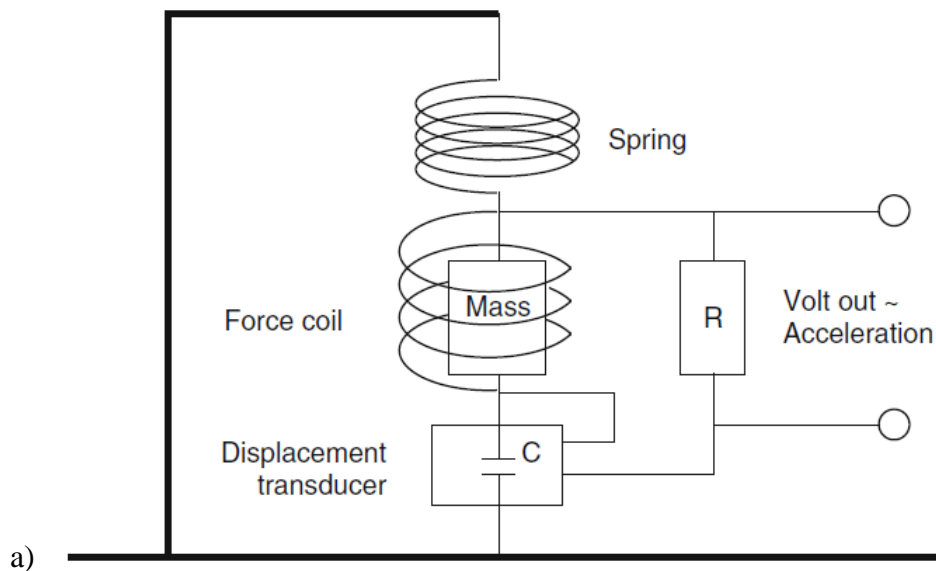 Spring
Mass
R
Volt out ~
Acceleration
Force coil
Displacement
transducer
C
a)